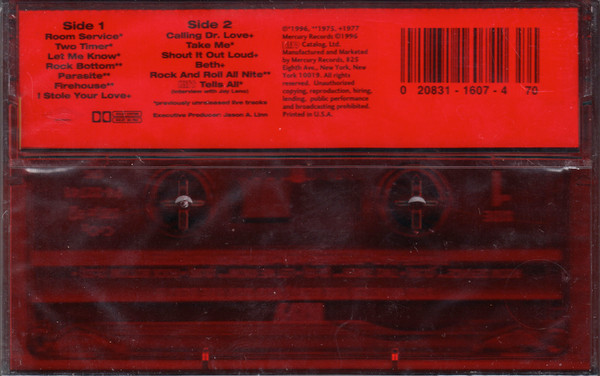 Side 1
Room Service*
Two Timer*
Let Me Know*
Rock Bottom**
Parasite**
Firehouse**
I Stole Your Love+
Side 2
Calling Dr. Love+
Take Me+
Shout It Out Loud+
Beth+
Rock And Roll All Nite**
Tells All*
(interview with Jay Leno)
*previously unreleased live tracks
Executive Producer: Jesse A. Linn
Mercury Records ©1996
Catalog, Ltd.
Manufactured and Marketed
by Mercury Records, 825
Eighth Ave., New York, New
York 10019. All rights
reserved. Unauthorized
copying, reproduction, hiring,
lending, public performance
and broadcasting prohibited.
Printed in U.S.A.
0 20831-1607-4 70